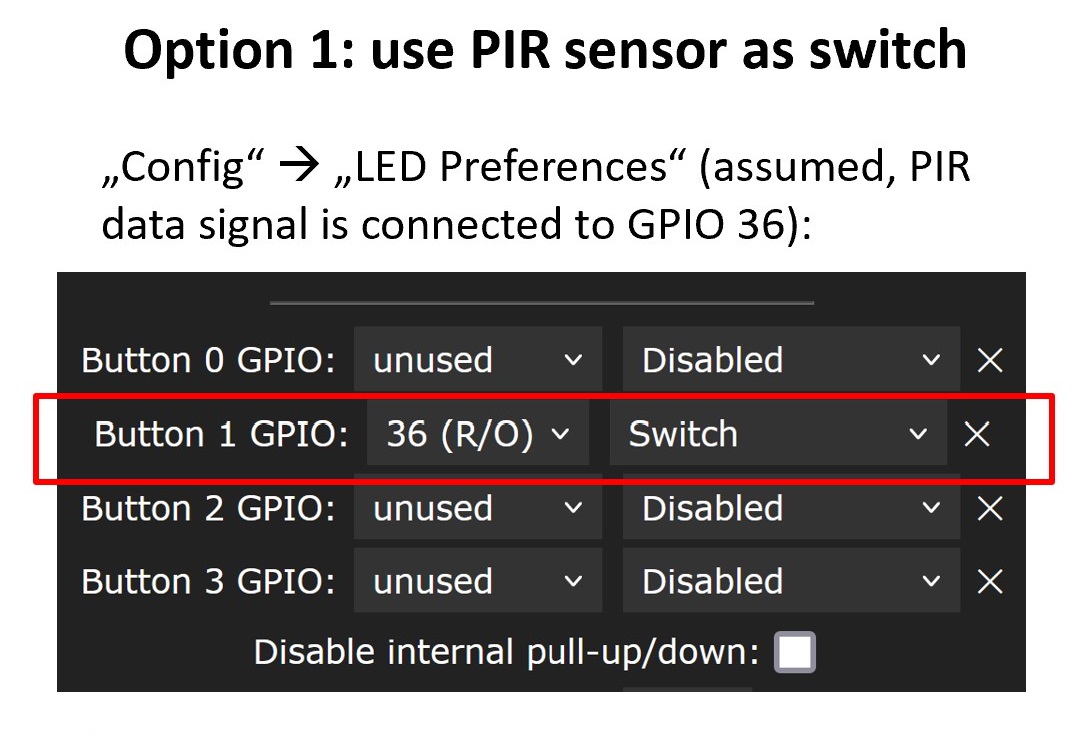 Option 1: use PIR sensor as switch
„Config“ → „LED Preferences“ (assumed, PIR
data signal is connected to GPIO 36):
Button 0 GPIO: unused Disabled ×
Button 1 GPIO: 36 (R/O) Switch ×
Button 2 GPIO: unused Disabled ×
Button 3 GPIO: unused Disabled ×
Disable internal pull-up/down: